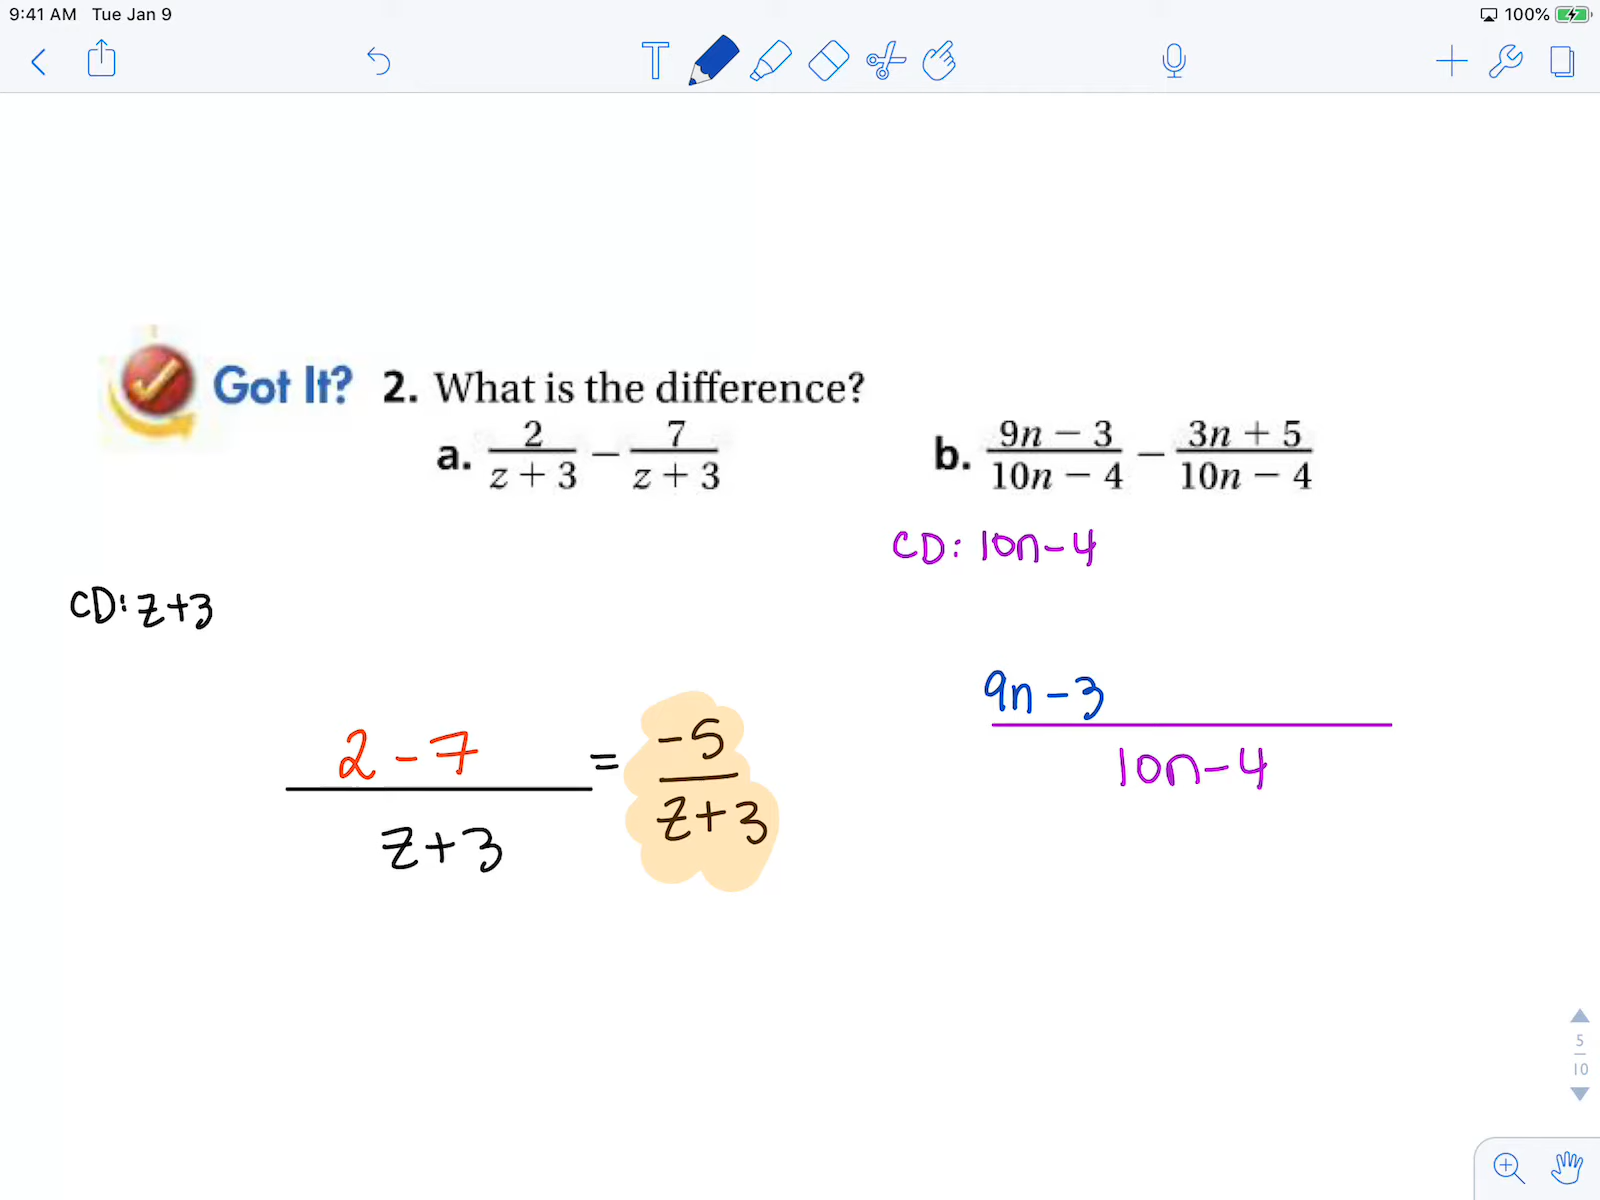 9:41 AM Tue Jan 9
100%
T
Got It? 2. What is the difference?
a. 2/(z + 3) − 7/(z + 3)
b. (9n − 3)/(10n − 4) − (3n + 5)/(10n − 4)
CD: 10n-4
CD: z+3
(2-7)/(z+3) = -5/(z+3)
9n-3
10n-4
5
10